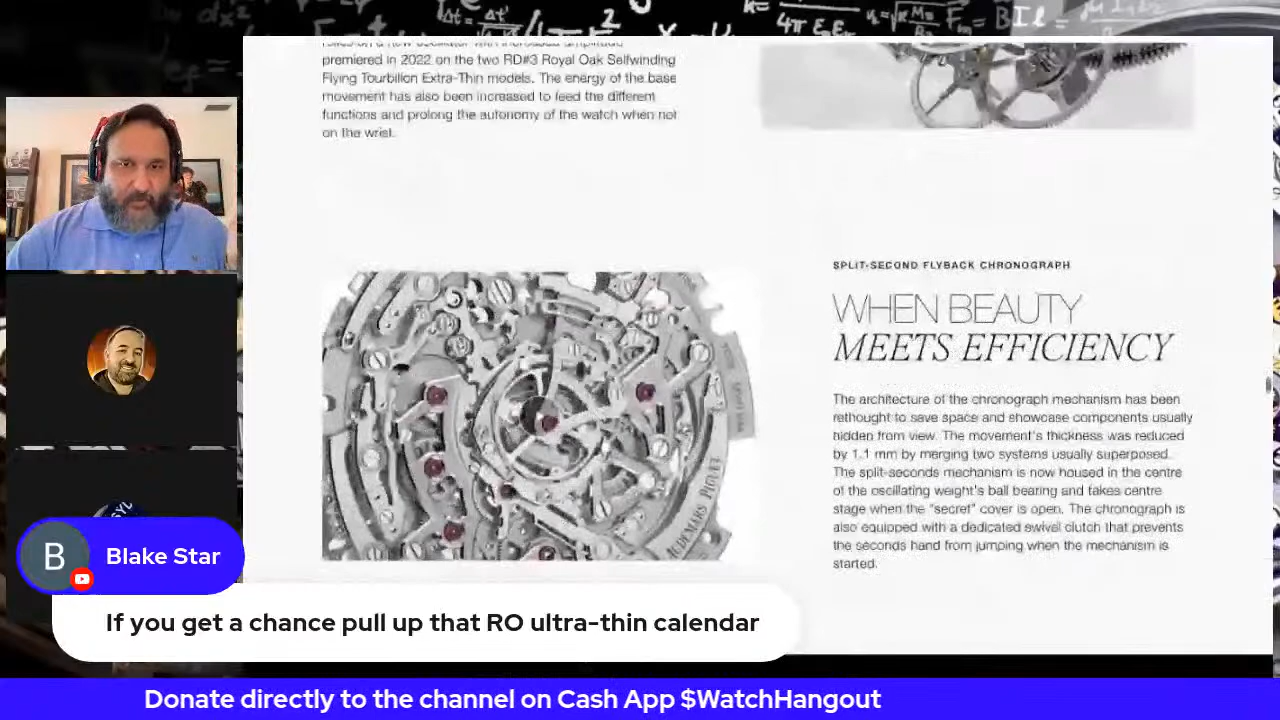 premiered in 2022 on the two RD#3 Royal Oak Selfwinding
Flying Tourbillon Extra-Thin models. The energy of the base
movement has also been increased to feed the different
functions and prolong the autonomy of the watch when not
on the wrist.
SPLIT-SECOND FLYBACK CHRONOGRAPH
WHEN BEAUTY
MEETS EFFICIENCY
The architecture of the chronograph mechanism has been
rethought to save space and showcase components usually
hidden from view. The movement's thickness was reduced
by 1.1 mm by merging two systems usually superposed.
The split-seconds mechanism is now housed in the centre
of the oscillating weight's ball bearing and takes centre
stage when the "secret" cover is open. The chronograph is
also equipped with a dedicated swivel clutch that prevents
the seconds hand from jumping when the mechanism is
started.
AUDEMARS PIGUET
B
Blake Star
If you get a chance pull up that RO ultra-thin calendar
Donate directly to the channel on Cash App $WatchHangout